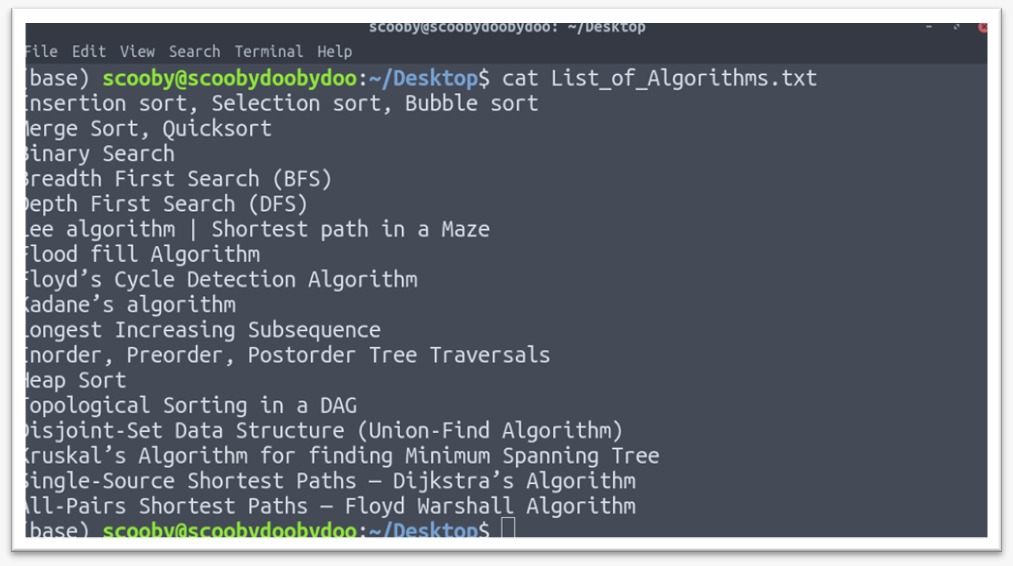 scooby@scoobydoobydoo: ~/Desktop
File Edit View Search Terminal Help
(base) scooby@scoobydoobydoo:~/Desktop$ cat List_of_Algorithms.txt
Insertion sort, Selection sort, Bubble sort
Merge Sort, Quicksort
Binary Search
Breadth First Search (BFS)
Depth First Search (DFS)
Lee algorithm | Shortest path in a Maze
Flood fill Algorithm
Floyd’s Cycle Detection Algorithm
Kadane’s algorithm
Longest Increasing Subsequence
Inorder, Preorder, Postorder Tree Traversals
Heap Sort
Topological Sorting in a DAG
Disjoint-Set Data Structure (Union-Find Algorithm)
Kruskal’s Algorithm for finding Minimum Spanning Tree
Single-Source Shortest Paths — Dijkstra’s Algorithm
All-Pairs Shortest Paths — Floyd Warshall Algorithm
(base) scooby@scoobydoobydoo:~/Desktop$